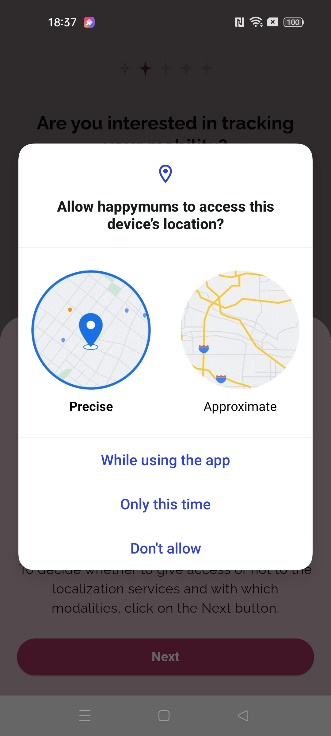 18:37
100
Are you interested in tracking
Allow happymums to access this
device's location?
Precise
Approximate
While using the app
Only this time
Don't allow
To decide whether to give access or not to the
localization services and with which
modalities, click on the Next button.
Next